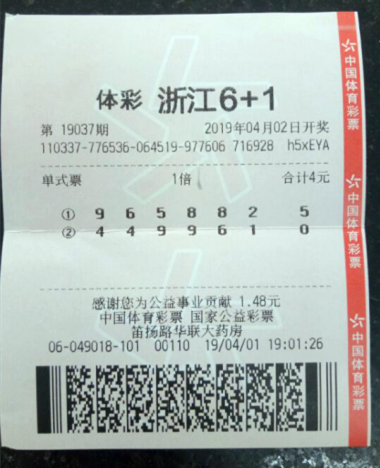 体彩 浙江6+1
第 19037期 2019年04月02日开奖
110337-776536-064519-977606 716928 h5xEYA
单式票 1倍 合计4元
① 9 6 5 8 8 2 5
② 4 4 9 9 6 1 0
感谢您为公益事业贡献 1.48元
中国体育彩票 国家公益彩票
笛扬路华联大药房
06-049018-101 00110 19/04/01 19:01:26
中国体育彩票
中国体育彩票
中国体育彩票